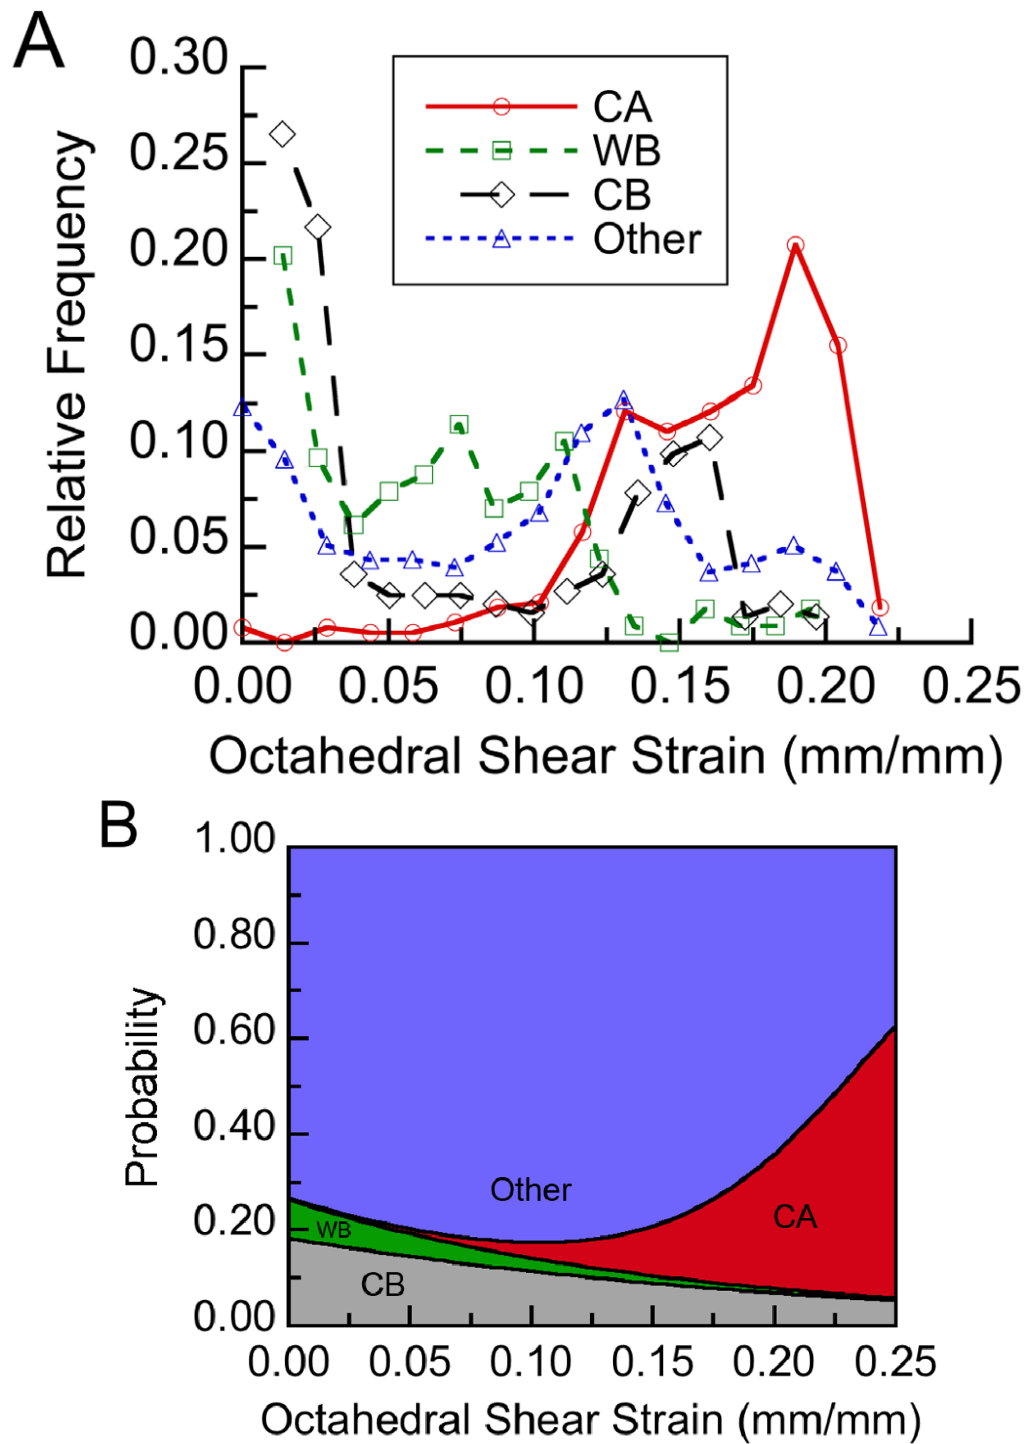 A
0.30
0.25
0.20
0.15
0.10
0.05
0.00
Relative Frequency
CA
WB
CB
Other
0.00 0.05 0.10 0.15 0.20 0.25
Octahedral Shear Strain (mm/mm)
B
1.00
0.80
0.60
0.40
0.20
0.00
Probability
Other
WB
CA
CB
0.00 0.05 0.10 0.15 0.20 0.25
Octahedral Shear Strain (mm/mm)